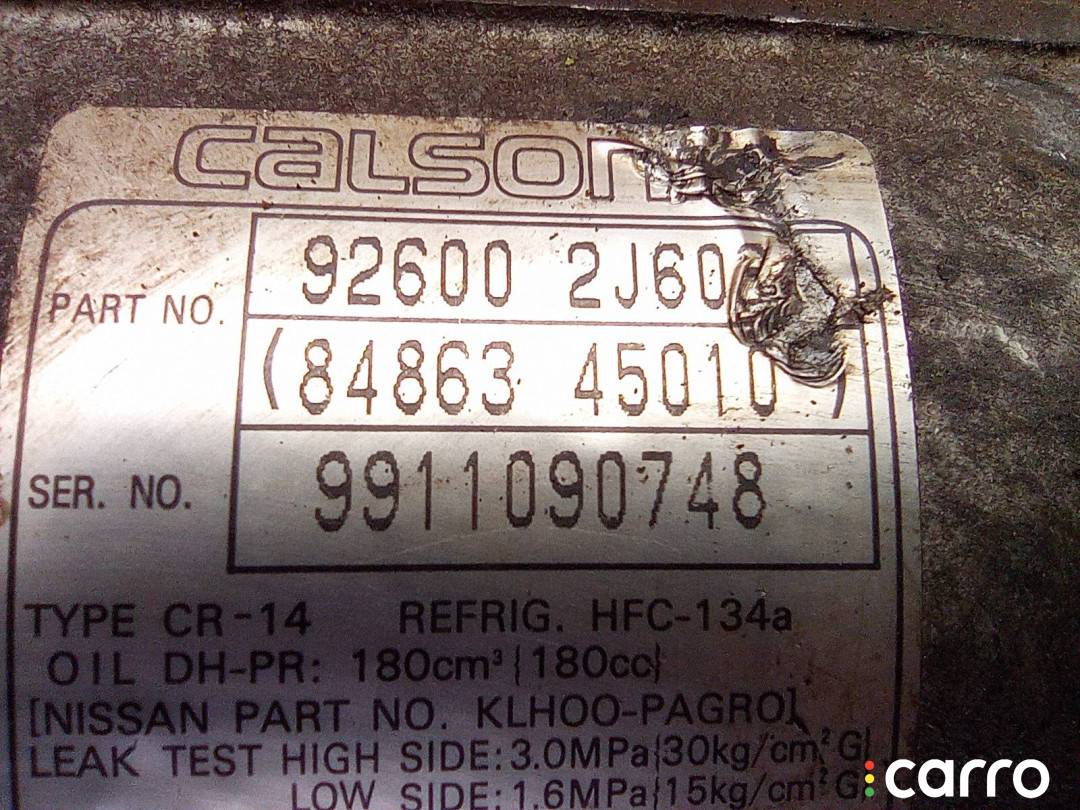 calson
PART NO. 92600 2J60
(84863 45010)
SER. NO. 9911090748
TYPE CR-14 REFRIG. HFC-134a
OIL DH-PR: 180cm³{180cc}
[NISSAN PART NO. KLH00-PAGR0]
LEAK TEST HIGH SIDE:3.0MPa{30kg/cm²G}
LOW SIDE:1.6MPa{15kg/cm²G}
carro